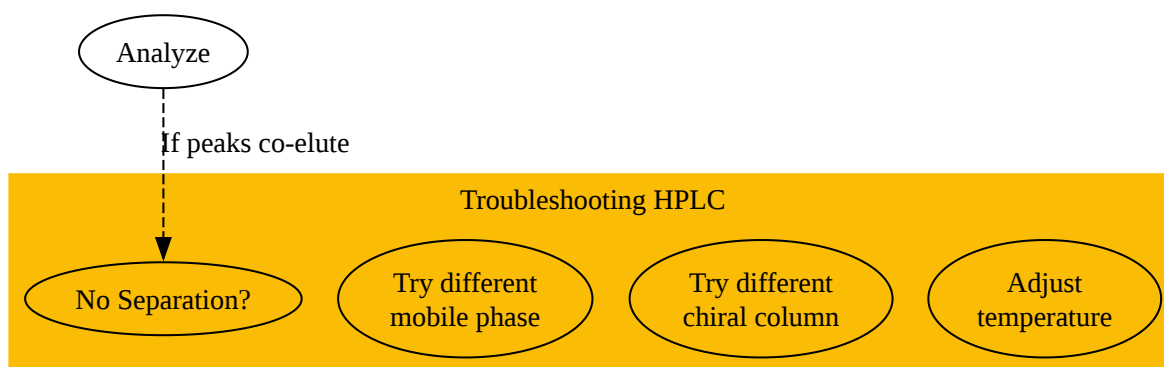 Analyze
If peaks co-elute
Troubleshooting HPLC
No Separation?
Try different
mobile phase
Try different
chiral column
Adjust
temperature